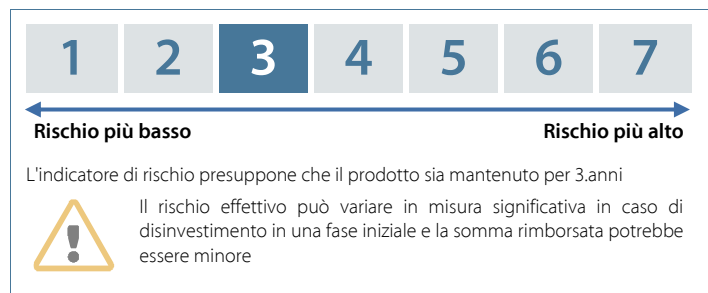 1 2 3 4 5 6 7
Rischio più basso Rischio più alto
L'indicatore di rischio presuppone che il prodotto sia mantenuto per 3.anni
Il rischio effettivo può variare in misura significativa in caso di
disinvestimento in una fase iniziale e la somma rimborsata potrebbe
essere minore